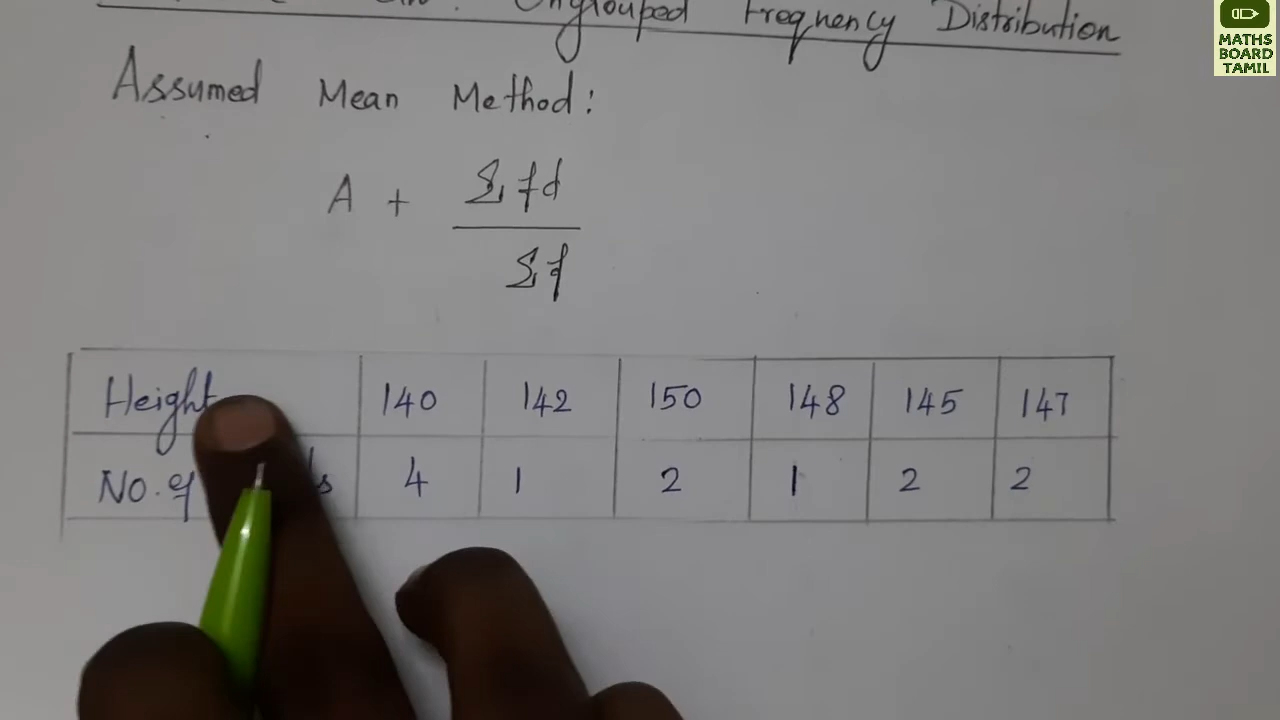 Ungrouped Frequency Distribution
MATHS
BOARD
TAMIL
Assumed Mean Method:
A + Σfd
Σf
Height 140 142 150 148 145 147
No. of 4 1 2 1 2 2